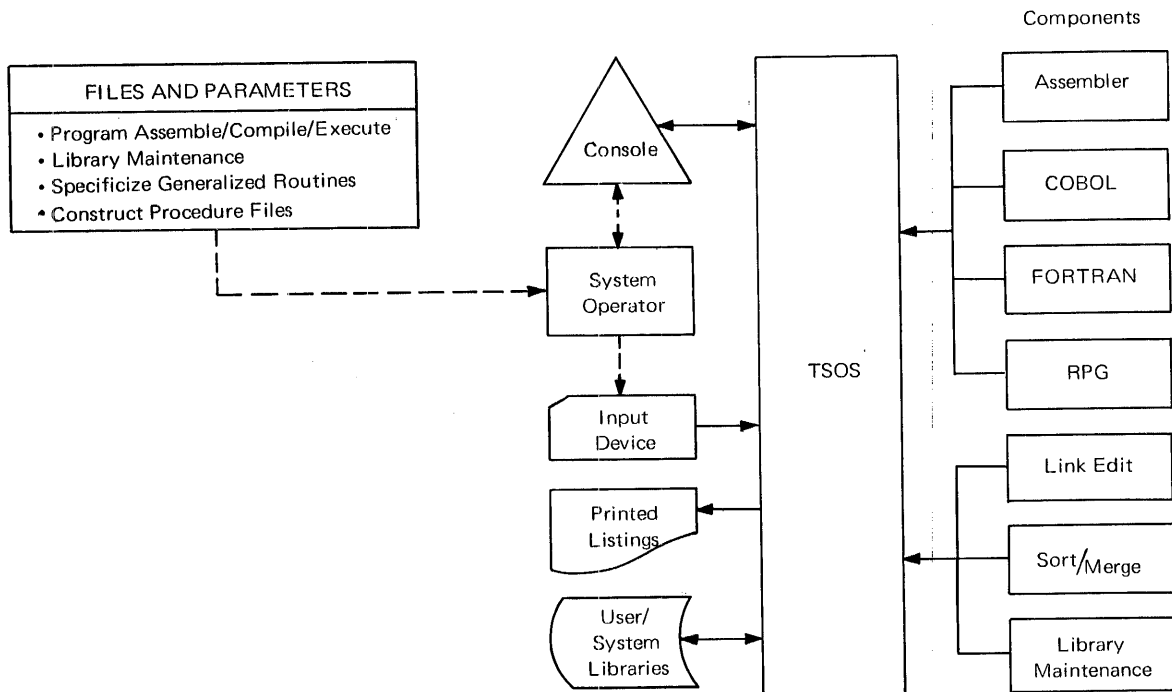 Components
FILES AND PARAMETERS
• Program Assemble/Compile/Execute
• Library Maintenance
• Specificize Generalized Routines
• Construct Procedure Files
Console
System
Operator
Input
Device
Printed
Listings
User/
System
Libraries
TSOS
Assembler
COBOL
FORTRAN
RPG
Link Edit
Sort/Merge
Library
Maintenance